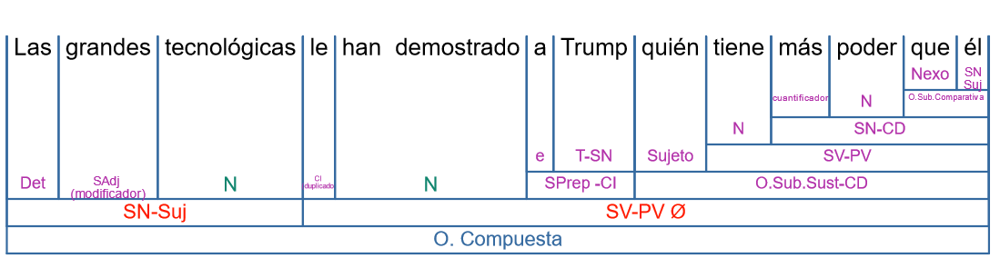 Las grandes tecnológicas le han demostrado a Trump quién tiene más poder que él
Nexo SN
Suj
cuantificador N O.Sub.Comparativa
N SN-CD
e T-SN Sujeto SV-PV
Det SAdj
(modificador) N CI
duplicado N SPrep -CI O.Sub.Sust-CD
SN-Suj SV-PV Ø
O. Compuesta